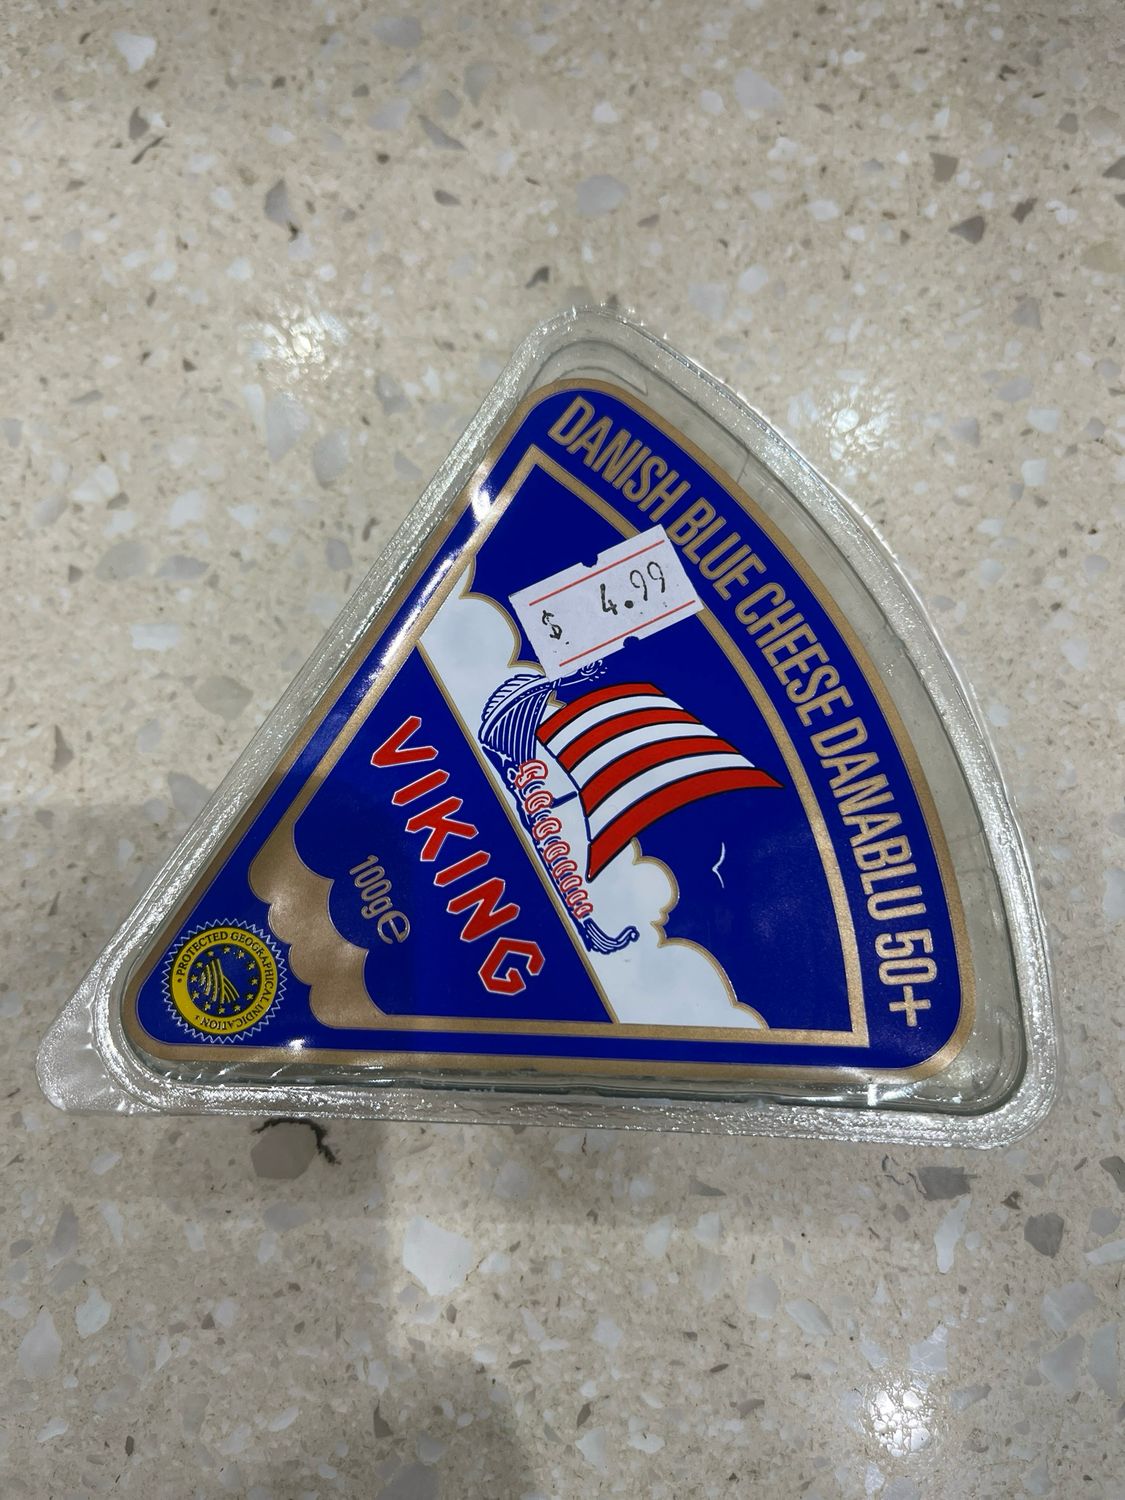 DANISH BLUE CHEESE DANABLU 50+
$ 4.99
VIKING
100g℮
PROTECTED GEOGRAPHICAL INDICATION